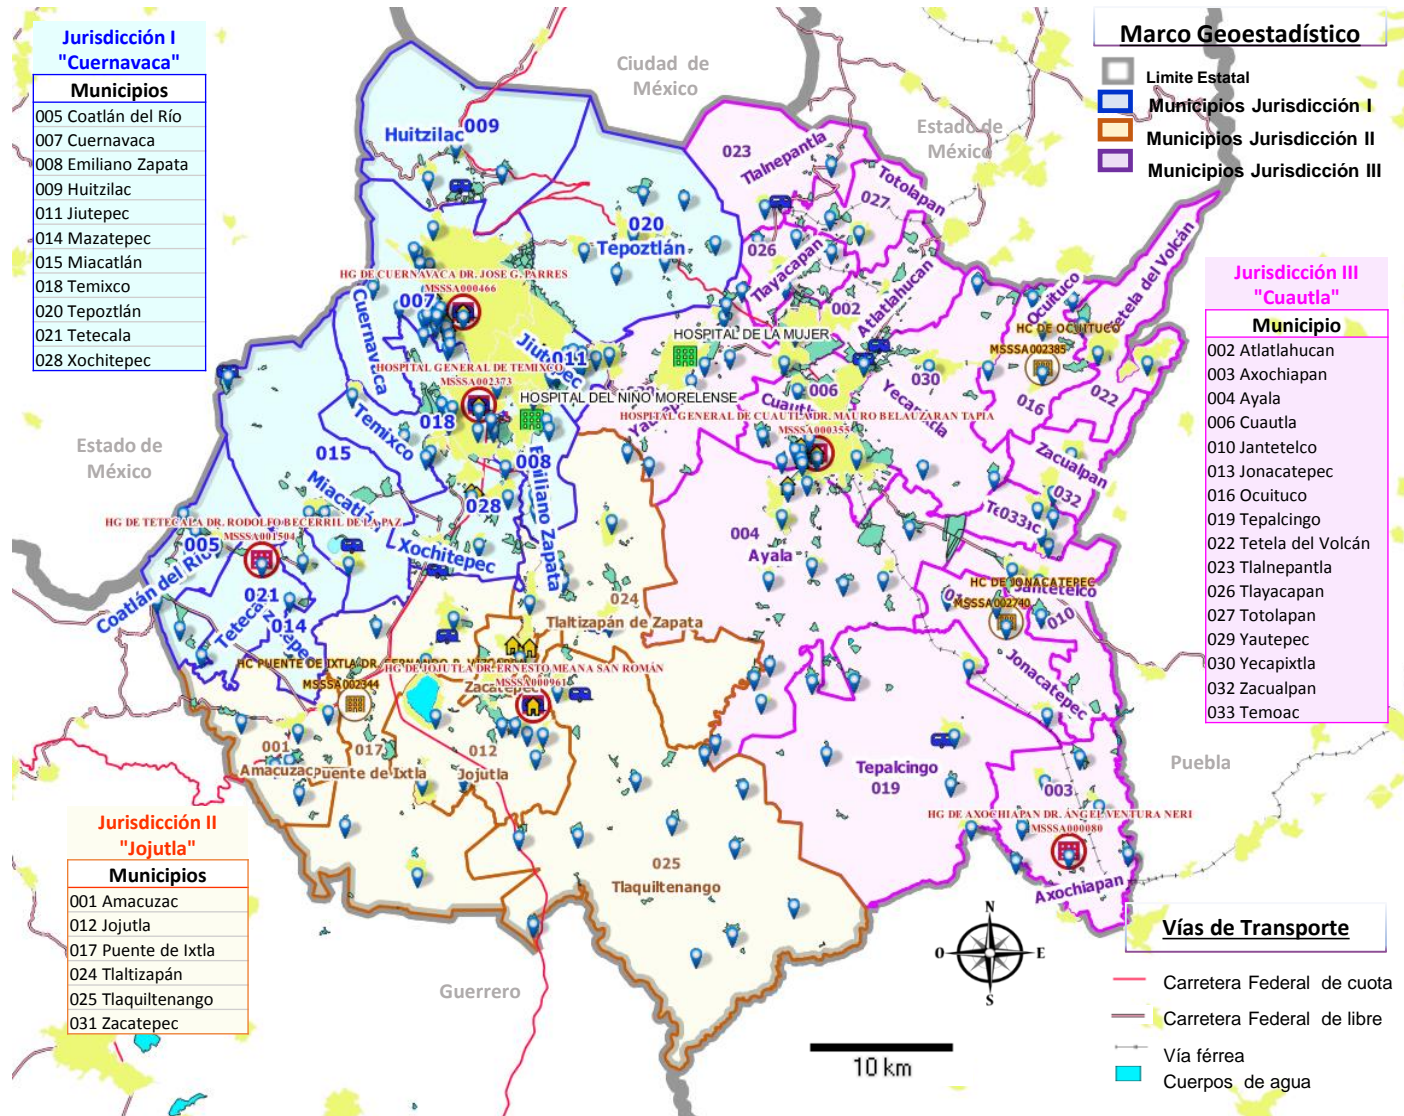 Jurisdicción I
"Cuernavaca"
Municipios
005 Coatlán del Río
007 Cuernavaca
008 Emiliano Zapata
009 Huitzilac
011 Jiutepec
014 Mazatepec
015 Miacatlán
018 Temixco
020 Tepoztlán
021 Tetecala
028 Xochitepec
Marco Geoestadístico
Limite Estatal
Municipios Jurisdicción I
Municipios Jurisdicción II
Municipios Jurisdicción III
Ciudad de
México
Estado de
México
Huitzilac
009
023
Tlalnepantla
Totolapan
027
020
Tepoztlán
026
Tlayacapan
002
Atlatlahucan
Ocuituco
Tetela del Volcán
HG DE CUERNAVACA DR. JOSE G. PARRES
MSSSA000466
007
Cuernavaca
HOSPITAL DE LA MUJER
HC DE OCUITUCO
MSSSA002385
Jiutepec
011
HOSPITAL GENERAL DE TEMIXCO
MSSSA002373
HOSPITAL DEL NIÑO MORELENSE
006
030
Yecapixtla
016
022
HOSPITAL GENERAL DE CUAUTLA DR. MAURO BELAUZARAN TAPIA
MSSSA000355
018
Temixco
Estado de
México
015
Miacatlán
008
Emiliano Zapata
028
Xochitepec
Zacualpan
032
033
004
Ayala
HG DE TETECALA DR. RODOLFO BECERRIL DE LA PAZ
MSSSA001504
005
Coatlán del Río
021
014
HC DE JONACATEPEC
MSSSA002740
Jantetelco
010
Jonacatepec
024
Tlaltizapán de Zapata
MSSSA002344
DE JOJUTLA DR. ERNESTO MEANA SAN ROMÁN
MSSSA000961
Zacatepec
001
Amacuzac
017
Puente de Ixtla
012
Jojutla
Tepalcingo
019
003
HG DE AXOCHIAPAN DR. ÁNGEL VENTURA NERI
MSSSA000080
Axochiapan
025
Tlaquiltenango
Jurisdicción III
"Cuautla"
Municipio
002 Atlatlahucan
003 Axochiapan
004 Ayala
006 Cuautla
010 Jantetelco
013 Jonacatepec
016 Ocuituco
019 Tepalcingo
022 Tetela del Volcán
023 Tlalnepantla
026 Tlayacapan
027 Totolapan
029 Yautepec
030 Yecapixtla
032 Zacualpan
033 Temoac
Puebla
Jurisdicción II
"Jojutla"
Municipios
001 Amacuzac
012 Jojutla
017 Puente de Ixtla
024 Tlaltizapán
025 Tlaquiltenango
031 Zacatepec
Guerrero
N
O
E
S
10 km
Vías de Transporte
Carretera Federal de cuota
Carretera Federal de libre
Vía férrea
Cuerpos de agua